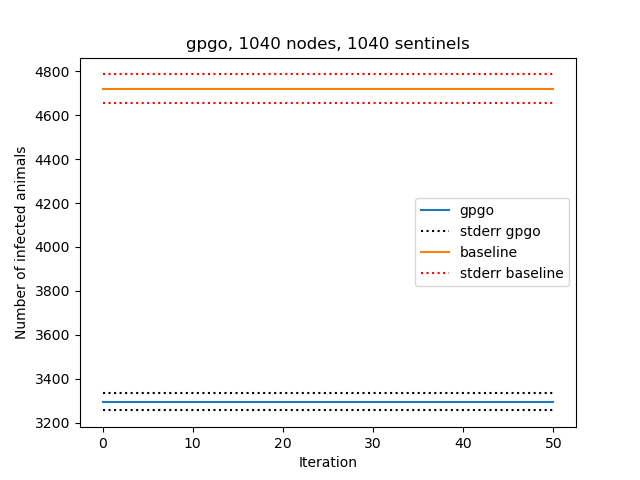 gpgo, 1040 nodes, 1040 sentinels
Number of infected animals
4800
4600
4400
4200
4000
3800
3600
3400
3200
gpgo
stderr gpgo
baseline
stderr baseline
0 10 20 30 40 50
Iteration